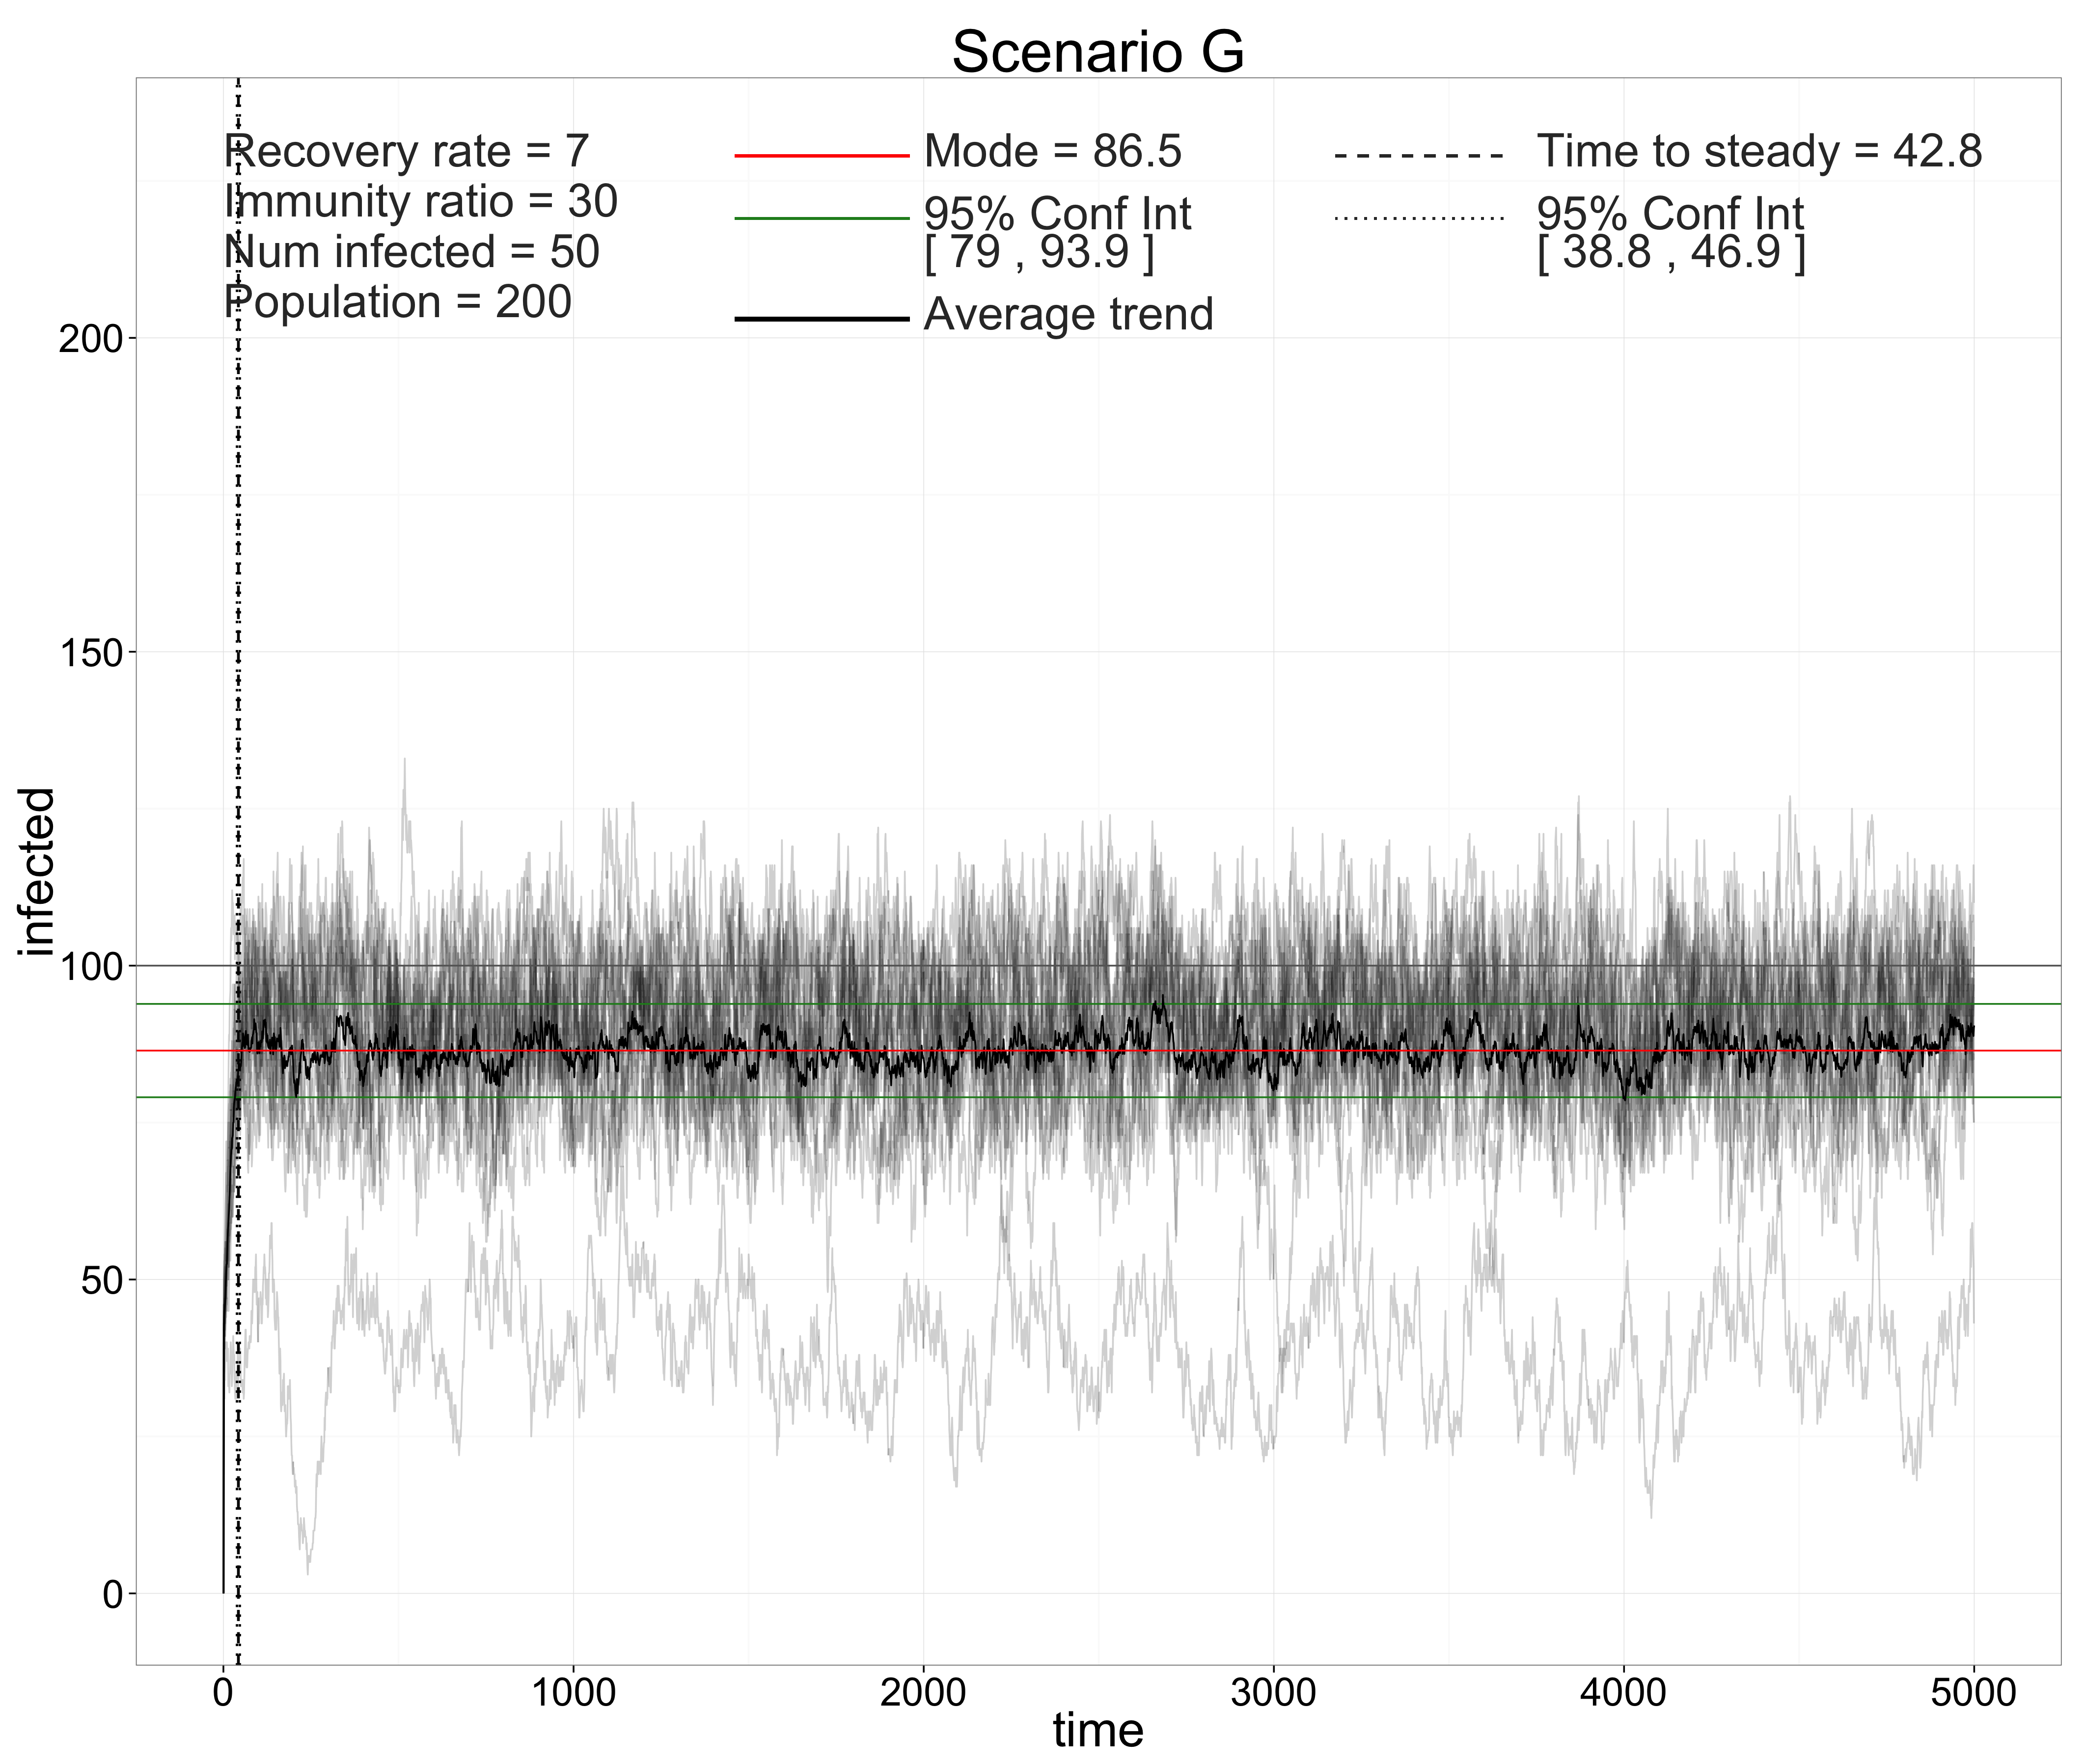 Scenario G
Recovery rate = 7
Immunity ratio = 30
Num infected = 50
Population = 200
Mode = 86.5
95% Conf Int
[ 79 , 93.9 ]
Average trend
Time to steady = 42.8
95% Conf Int
[ 38.8 , 46.9 ]
infected
200
150
100
50
0
0 1000 2000 3000 4000 5000
time